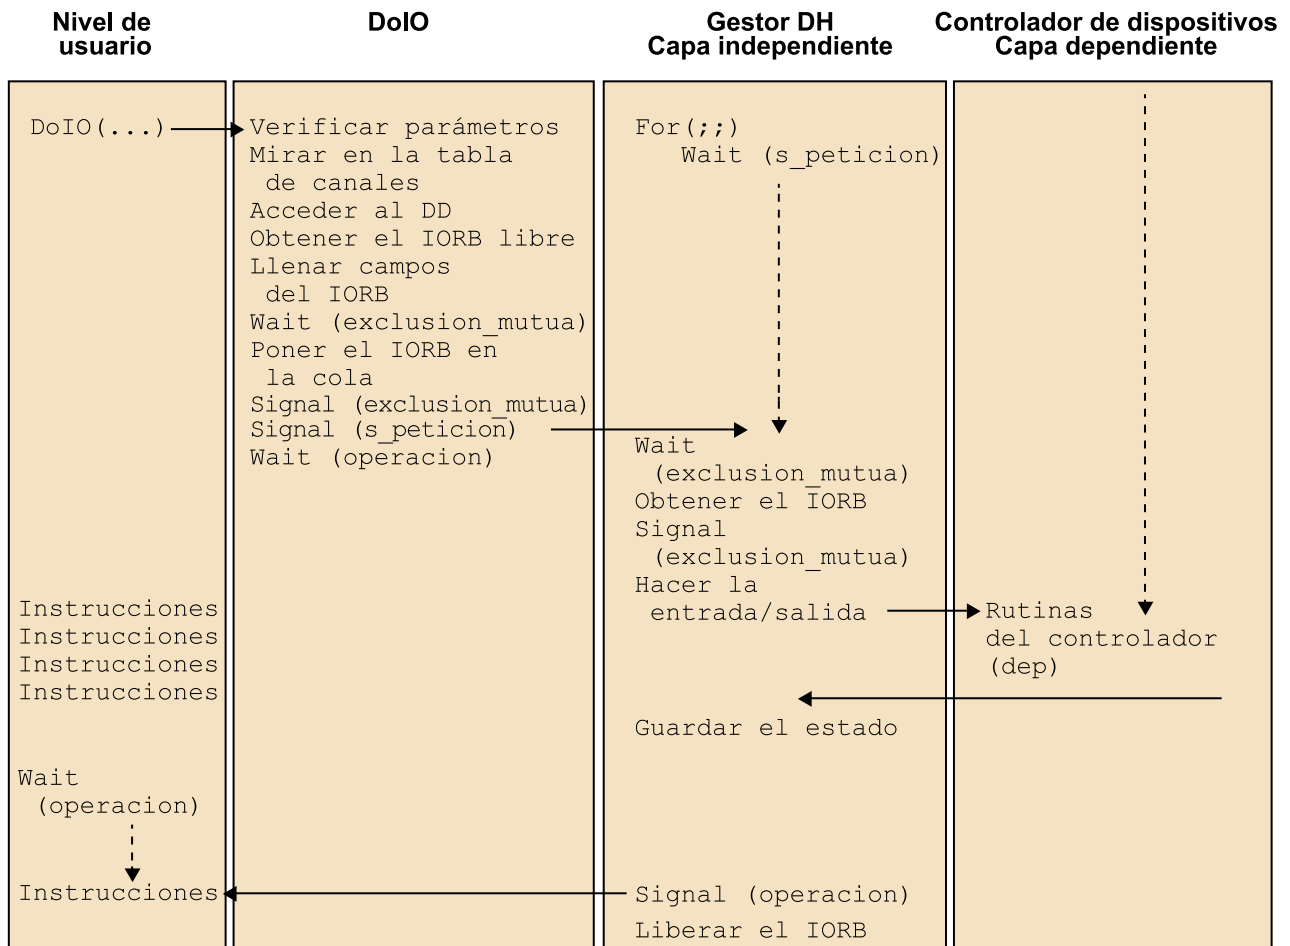 Nivel de
usuario
DoIO
Gestor DH
Capa independiente
Controlador de dispositivos
Capa dependiente
DoIO(...)
Verificar parámetros
Mirar en la tabla
de canales
Acceder al DD
Obtener el IORB libre
Llenar campos
del IORB
Wait (exclusion_mutua)
Poner el IORB en
la cola
Signal (exclusion_mutua)
Signal (s_peticion)
Wait (operacion)
For(;;)
Wait (s_peticion)
Wait
(exclusion_mutua)
Obtener el IORB
Signal
(exclusion_mutua)
Hacer la
entrada/salida
Rutinas
del controlador
(dep)
Instrucciones
Instrucciones
Instrucciones
Instrucciones
Guardar el estado
Wait
(operacion)
Instrucciones
Signal (operacion)
Liberar el IORB